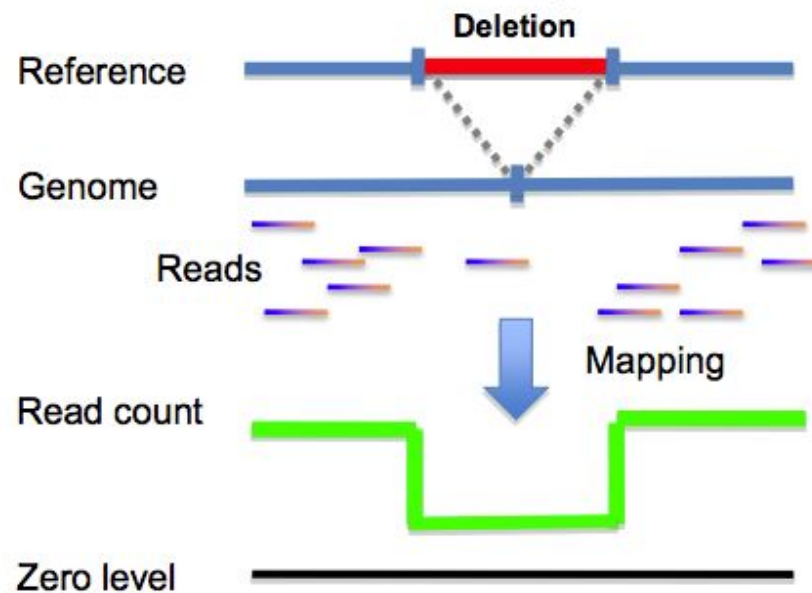 Deletion
Reference
Genome
Reads
Mapping
Read count
Zero level